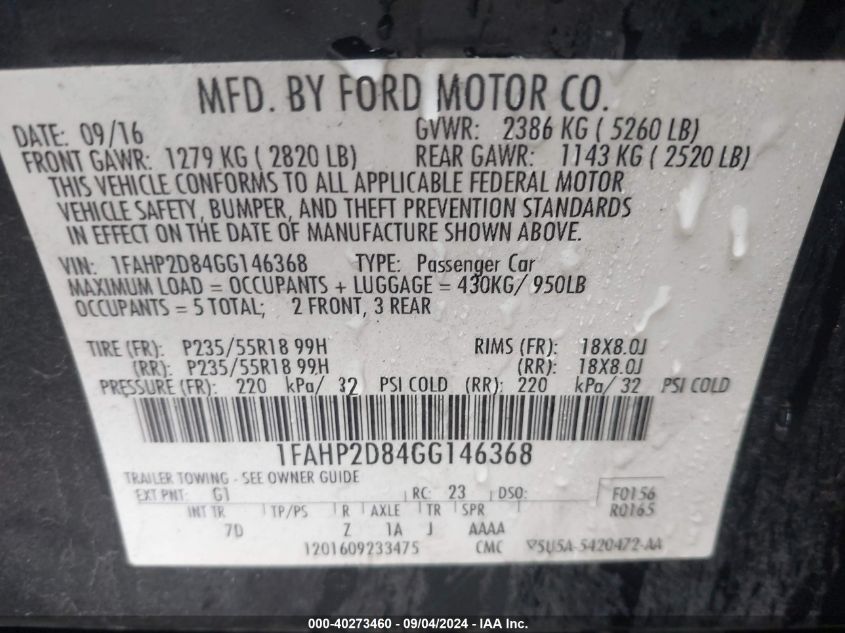 MFD. BY FORD MOTOR CO.
DATE: 09/16 GVWR: 2386 KG ( 5260 LB)
FRONT GAWR: 1279 KG ( 2820 LB) REAR GAWR: 1143 KG ( 2520 LB)
THIS VEHICLE CONFORMS TO ALL APPLICABLE FEDERAL MOTOR
VEHICLE SAFETY, BUMPER, AND THEFT PREVENTION STANDARDS
IN EFFECT ON THE DATE OF MANUFACTURE SHOWN ABOVE.
VIN: 1FAHP2D84GG146368 TYPE: Passenger Car
MAXIMUM LOAD = OCCUPANTS + LUGGAGE = 430KG/ 950LB
OCCUPANTS = 5 TOTAL; 2 FRONT, 3 REAR
TIRE (FR): P235/55R18 99H RIMS (FR): 18X8.0J
(RR): P235/55R18 99H (RR): 18X8.0J
PRESSURE (FR): 220 kPa/ 32 PSI COLD (RR): 220 kPa/ 32 PSI COLD
1FAHP2D84GG146368
TRAILER TOWING - SEE OWNER GUIDE
EXT PNT: G1 RC: 23 DSO: F0156
INT TR TP/PS R AXLE TR SPR R0165
7D Z 1A J AAAA
1201609233475 CMC 5U5A-5420472-AA
000-40273460 - 09/04/2024 - IAA Inc.